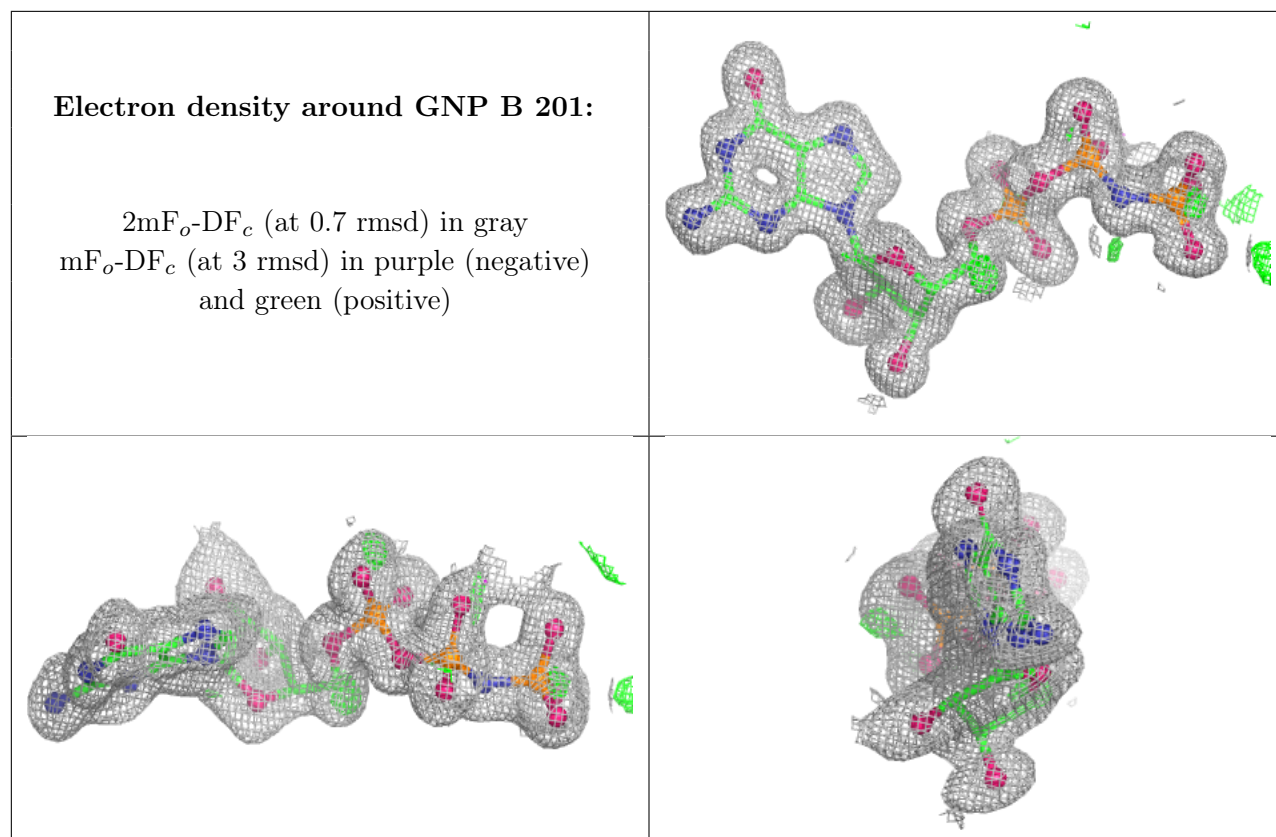 Electron density around GNP B 201:
2mFo-DFc (at 0.7 rmsd) in gray
mFo-DFc (at 3 rmsd) in purple (negative)
and green (positive)